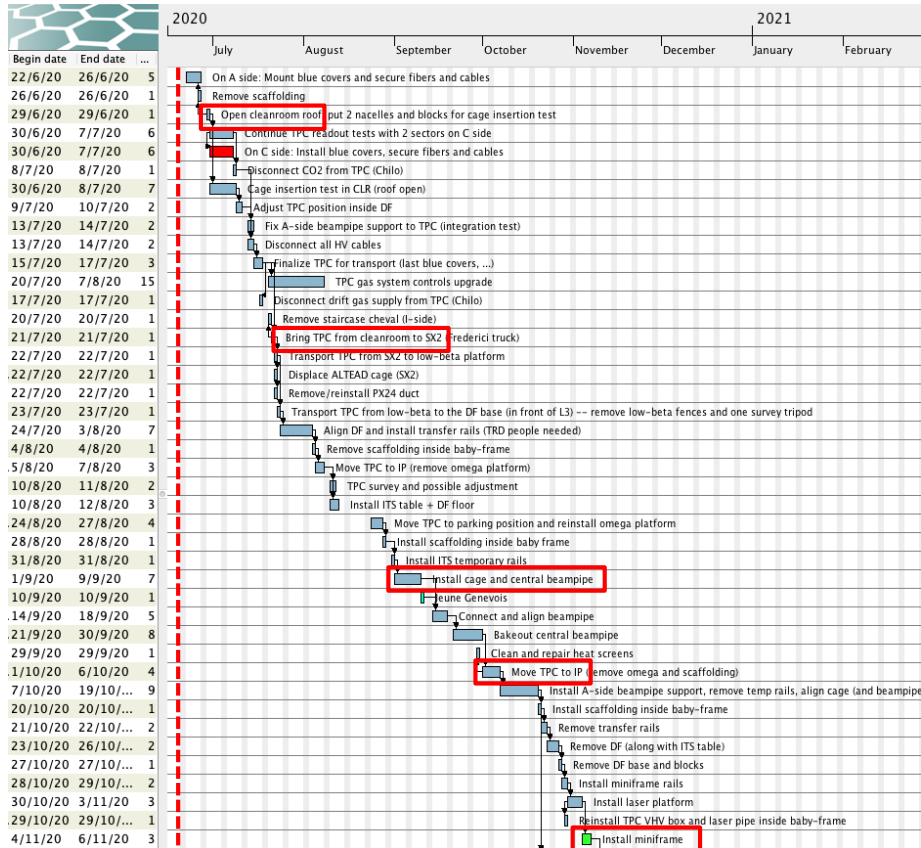 2020 2021
Begin date End date ... July August September October November December January February
22/6/20 26/6/20 5 On A side: Mount blue covers and secure fibers and cables
26/6/20 26/6/20 1 Remove scaffolding
29/6/20 29/6/20 1 Open cleanroom roof, put 2 nacelles and blocks for cage insertion test
30/6/20 7/7/20 6 Continue TPC readout tests with 2 sectors on C side
30/6/20 7/7/20 6 On C side: Install blue covers, secure fibers and cables
8/7/20 8/7/20 1 Disconnect CO2 from TPC (Chilo)
30/6/20 8/7/20 7 Cage insertion test in CLR (roof open)
9/7/20 10/7/20 2 Adjust TPC position inside DF
13/7/20 14/7/20 2 Fix A-side beampipe support to TPC (integration test)
13/7/20 14/7/20 2 Disconnect all HV cables
15/7/20 17/7/20 3 Finalize TPC for transport (last blue covers, ...)
20/7/20 7/8/20 15 TPC gas system controls upgrade
17/7/20 17/7/20 1 Disconnect drift gas supply from TPC (Chilo)
20/7/20 20/7/20 1 Remove staircase cheval (I-side)
21/7/20 21/7/20 1 Bring TPC from cleanroom to SX2 (Frederici truck)
22/7/20 22/7/20 1 Transport TPC from SX2 to low-beta platform
22/7/20 22/7/20 1 Displace ALTEAD cage (SX2)
22/7/20 22/7/20 1 Remove/reinstall PX24 duct
23/7/20 23/7/20 1 Transport TPC from low-beta to the DF base (in front of L3) -- remove low-beta fences and one survey tripod
24/7/20 3/8/20 7 Align DF and install transfer rails (TRD people needed)
4/8/20 4/8/20 1 Remove scaffolding inside baby-frame
.5/8/20 7/8/20 3 Move TPC to IP (remove omega platform)
10/8/20 11/8/20 2 TPC survey and possible adjustment
10/8/20 12/8/20 3 Install ITS table + DF floor
.24/8/20 27/8/20 4 Move TPC to parking position and reinstall omega platform
28/8/20 28/8/20 1 Install scaffolding inside baby frame
31/8/20 31/8/20 1 Install ITS temporary rails
1/9/20 9/9/20 7 Install cage and central beampipe
10/9/20 10/9/20 1 Jeune Genevois
.14/9/20 18/9/20 5 Connect and align beampipe
.21/9/20 30/9/20 8 Bakeout central beampipe
29/9/20 29/9/20 1 Clean and repair heat screens
.1/10/20 6/10/20 4 Move TPC to IP (remove omega and scaffolding)
7/10/20 19/10/... 9 Install A-side beampipe support, remove temp rails, align cage (and beampipe
20/10/20 20/10/... 1 Install scaffolding inside baby-frame
21/10/20 22/10/... 2 Remove transfer rails
23/10/20 26/10/... 2 Remove DF (along with ITS table)
27/10/20 27/10/... 1 Remove DF base and blocks
28/10/20 29/10/... 2 Install miniframe rails
30/10/20 3/11/20 3 Install laser platform
.29/10/20 29/10/... 1 Reinstall TPC VHV box and laser pipe inside baby-frame
4/11/20 6/11/20 3 Install miniframe